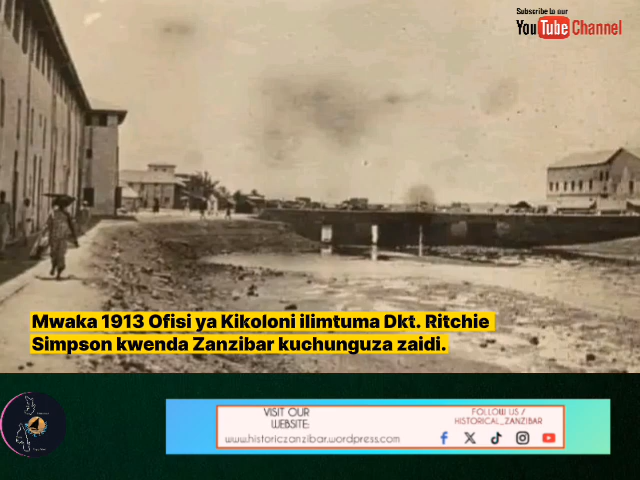 Subscribe to our
YouTube Channel
Mwaka 1913 Ofisi ya Kikoloni ilimtuma Dkt. Ritchie
Simpson kwenda Zanzibar kuchunguza zaidi.
VISIT OUR
WEBSITE:
www.historiczanzibar.wordpress.com
FOLLOW US /
HISTORICAL_ZANZIBAR